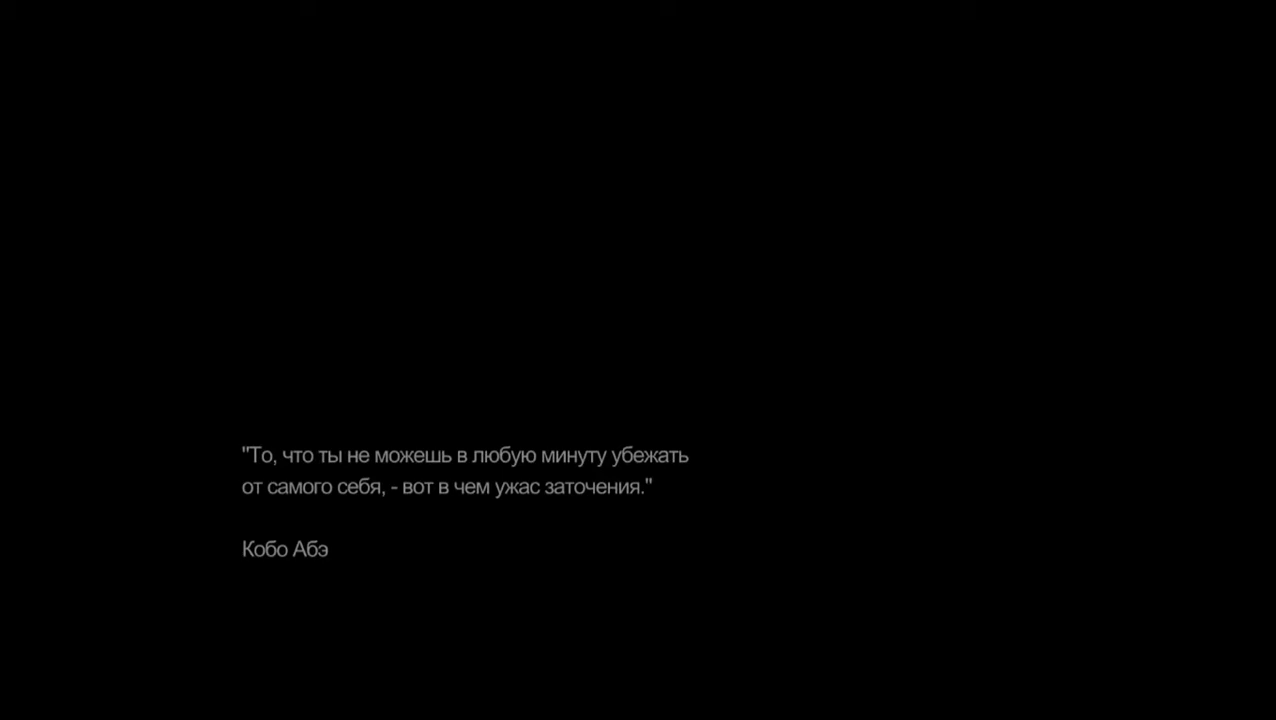 "То, что ты не можешь в любую минуту убежать
от самого себя, - вот в чем ужас заточения."
Кобо Абэ